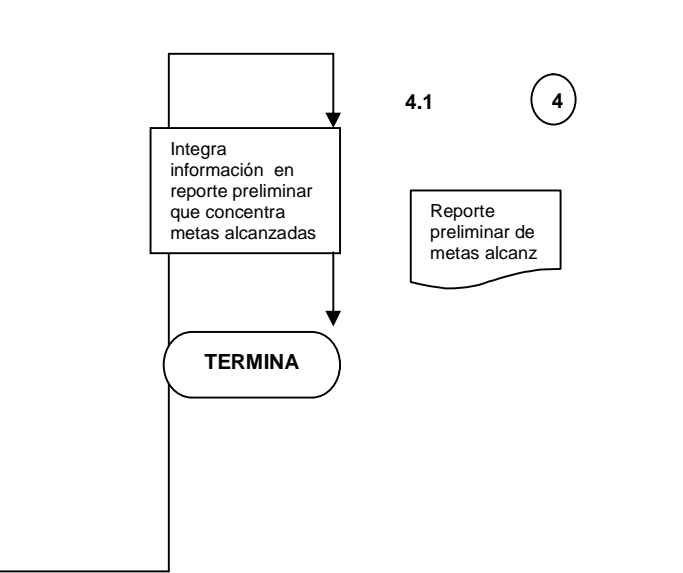 4.1
4
Integra
información en
reporte preliminar
que concentra
metas alcanzadas
Reporte
preliminar de
metas alcanz
TERMINA